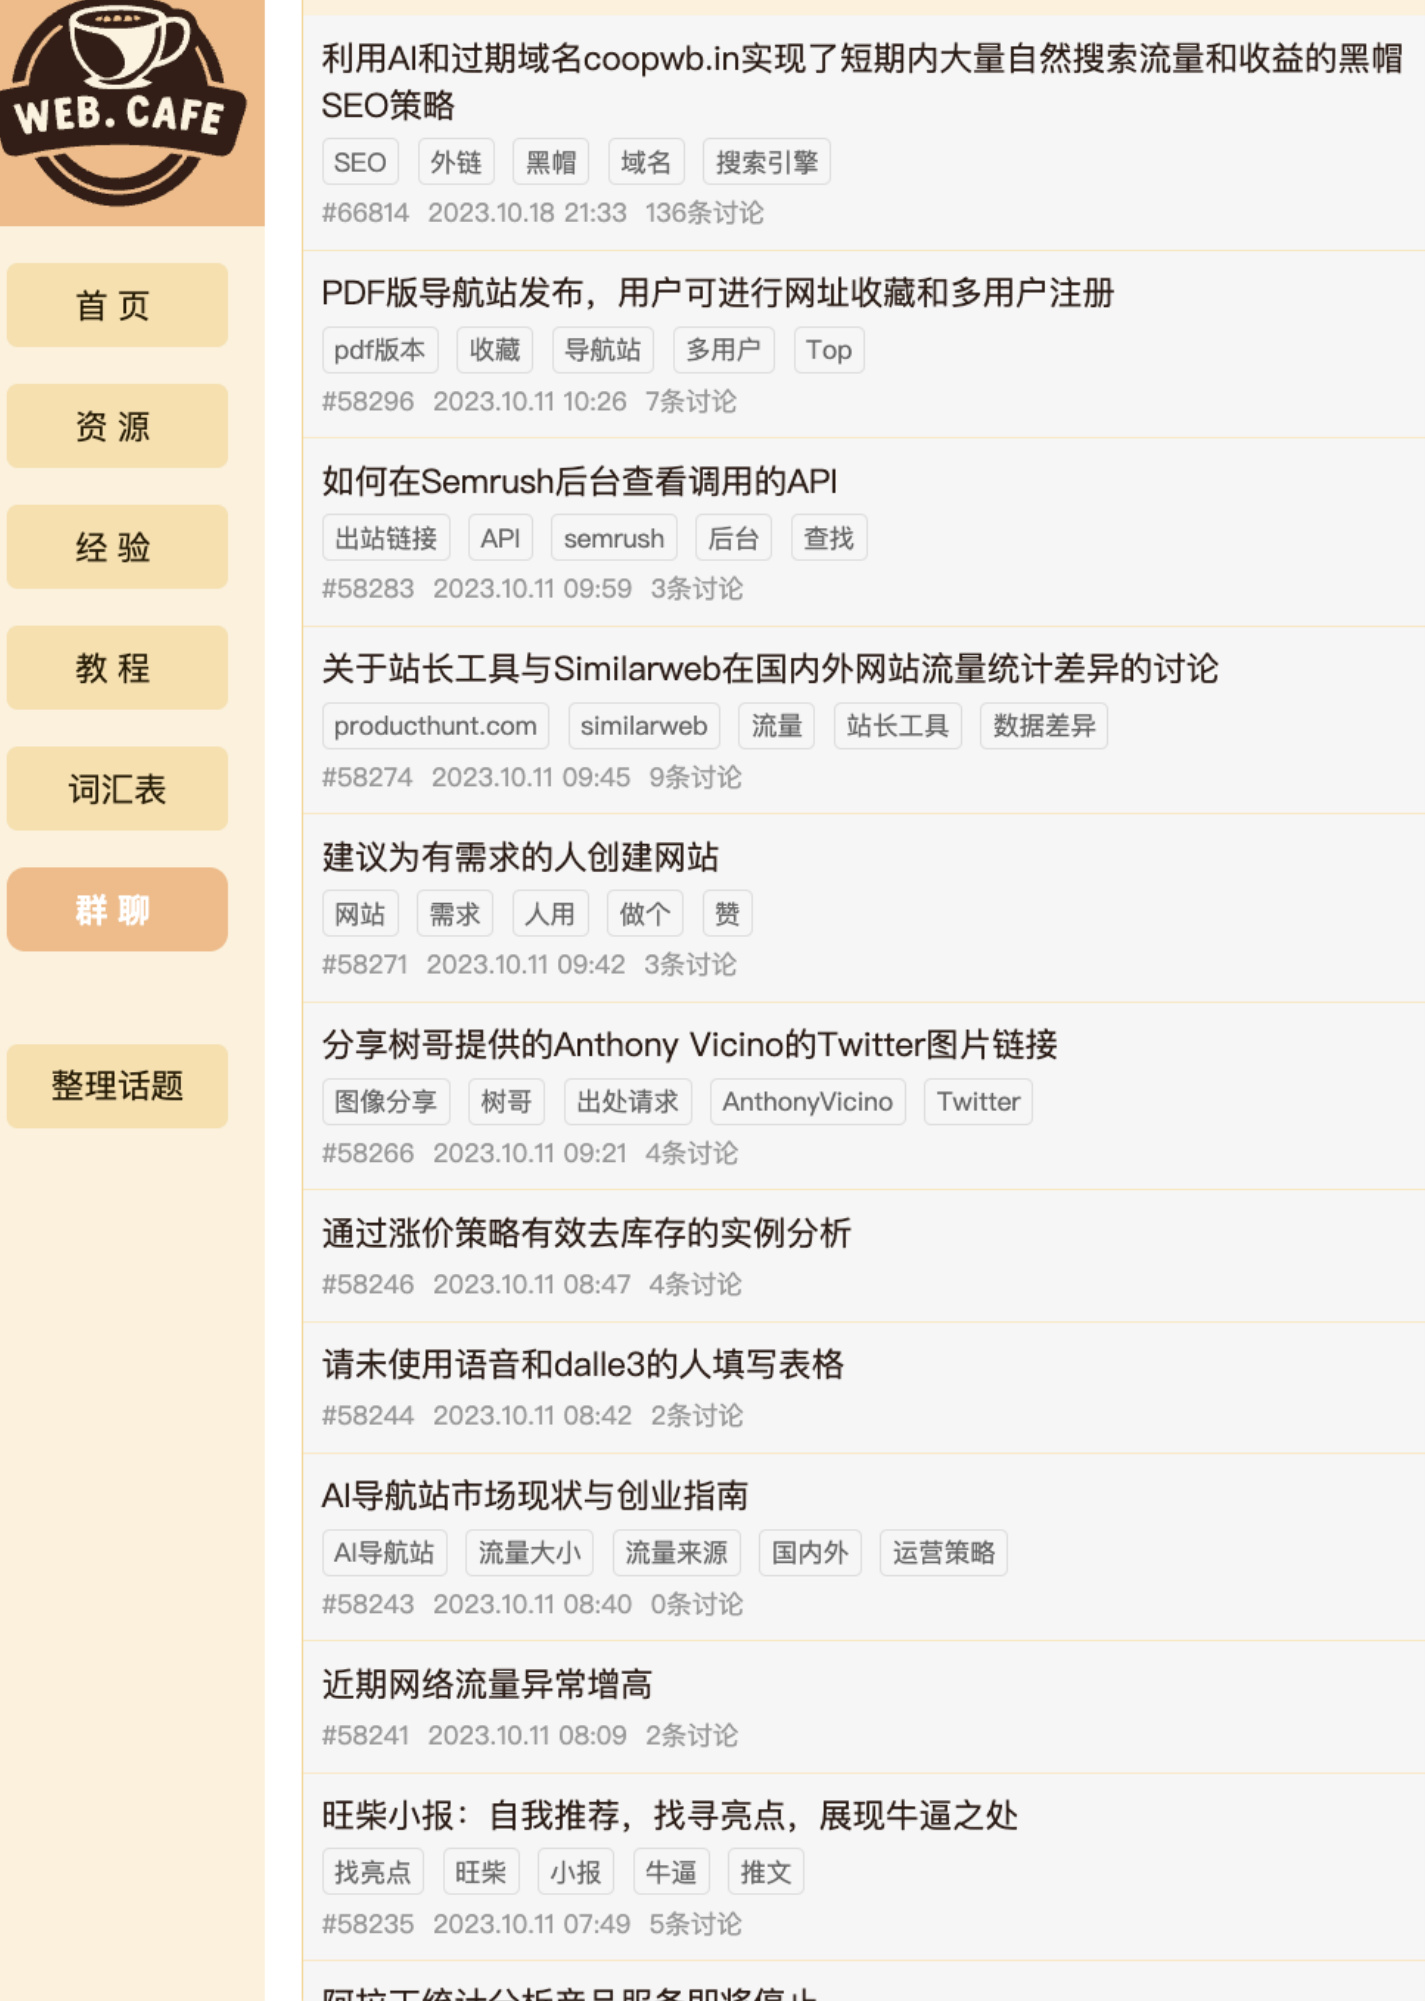 WEB.CAFE
首 页
资 源
经 验
教 程
词汇表
群 聊
整理话题
利用AI和过期域名coopwb.in实现了短期内大量自然搜索流量和收益的黑帽
SEO策略
SEO 外链 黑帽 域名 搜索引擎
#66814 2023.10.18 21:33 136条讨论
PDF版导航站发布，用户可进行网址收藏和多用户注册
pdf版本 收藏 导航站 多用户 Top
#58296 2023.10.11 10:26 7条讨论
如何在Semrush后台查看调用的API
出站链接 API semrush 后台 查找
#58283 2023.10.11 09:59 3条讨论
关于站长工具与Similarweb在国内外网站流量统计差异的讨论
producthunt.com similarweb 流量 站长工具 数据差异
#58274 2023.10.11 09:45 9条讨论
建议为有需求的人创建网站
网站 需求 人用 做个 赞
#58271 2023.10.11 09:42 3条讨论
分享树哥提供的Anthony Vicino的Twitter图片链接
图像分享 树哥 出处请求 AnthonyVicino Twitter
#58266 2023.10.11 09:21 4条讨论
通过涨价策略有效去库存的实例分析
#58246 2023.10.11 08:47 4条讨论
请未使用语音和dalle3的人填写表格
#58244 2023.10.11 08:42 2条讨论
AI导航站市场现状与创业指南
AI导航站 流量大小 流量来源 国内外 运营策略
#58243 2023.10.11 08:40 0条讨论
近期网络流量异常增高
#58241 2023.10.11 08:09 2条讨论
旺柴小报：自我推荐，找寻亮点，展现牛逼之处
找亮点 旺柴 小报 牛逼 推文
#58235 2023.10.11 07:49 5条讨论
阿拉丁统计分析产品服务即将停止